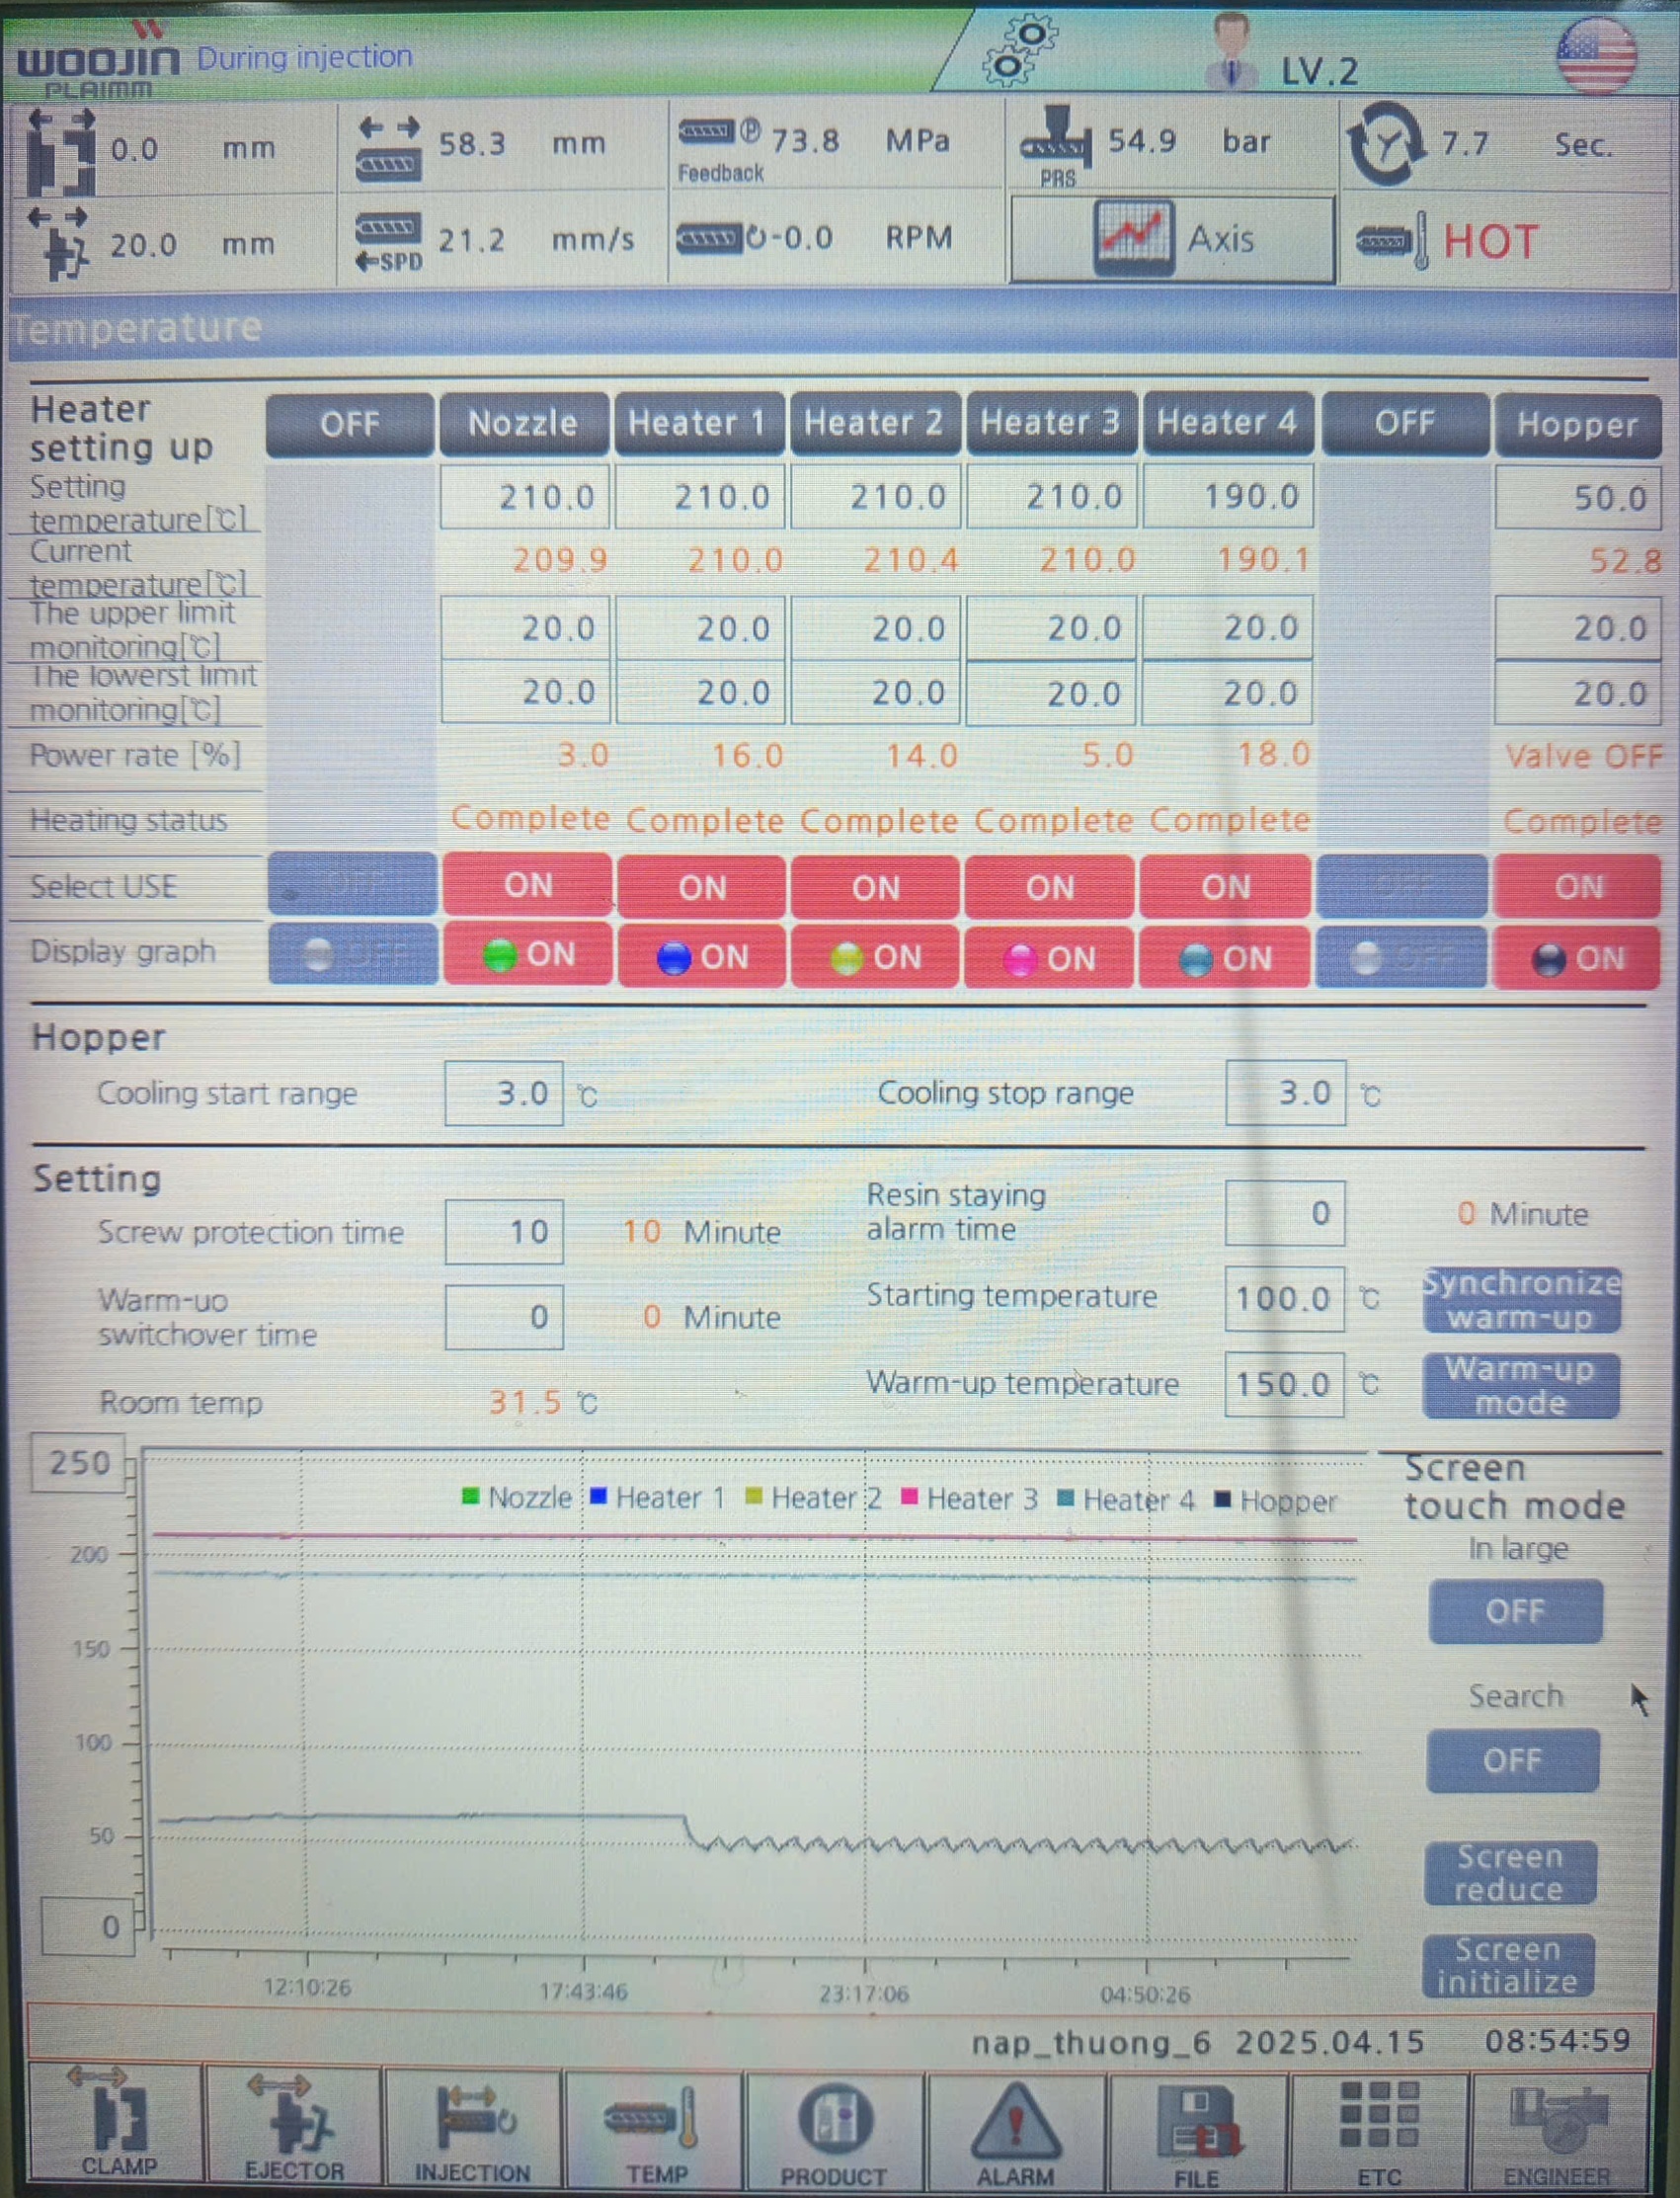 WOOJIN During injection LV.2
PLAIMM
0.0 mm 58.3 mm Ⓟ 73.8 MPa 54.9 bar 7.7 Sec.
Feedback PRS
20.0 mm 21.2 mm/s -0.0 RPM Axis HOT
←SPD
Temperature
Heater setting up OFF Nozzle Heater 1 Heater 2 Heater 3 Heater 4 OFF Hopper
Setting temperature[℃] 210.0 210.0 210.0 210.0 190.0 50.0
Current temperature[℃] 209.9 210.0 210.4 210.0 190.1 52.8
The upper limit monitoring[℃] 20.0 20.0 20.0 20.0 20.0 20.0
The lowerst limit monitoring[℃] 20.0 20.0 20.0 20.0 20.0 20.0
Power rate [%] 3.0 16.0 14.0 5.0 18.0 Valve OFF
Heating status Complete Complete Complete Complete Complete Complete
Select USE OFF ON ON ON ON ON OFF ON
Display graph OFF ON ON ON ON ON OFF ON
Hopper
Cooling start range 3.0 ℃ Cooling stop range 3.0 ℃
Setting
Screw protection time 10 10 Minute Resin staying alarm time 0 0 Minute
Warm-uo switchover time 0 0 Minute Starting temperature 100.0 ℃ Synchronize warm-up
Room temp 31.5 ℃ Warm-up temperature 150.0 ℃ Warm-up mode
250
Nozzle Heater 1 Heater 2 Heater 3 Heater 4 Hopper
200
150
100
50
0
12:10:26 17:43:46 23:17:06 04:50:26
Screen touch mode
In large
OFF
Search
OFF
Screen reduce
Screen initialize
nap_thuong_6 2025.04.15 08:54:59
CLAMP EJECTOR INJECTION TEMP PRODUCT ALARM FILE ETC ENGINEER